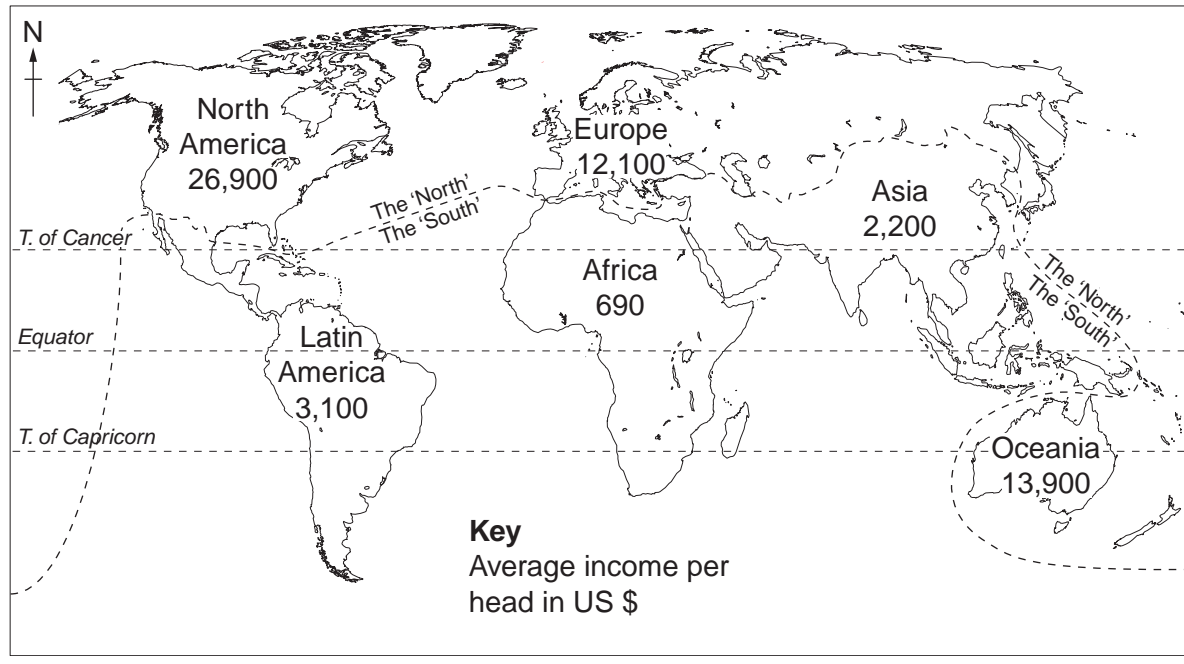 N
North
America
26,900
Europe
12,100
Asia
2,200
The 'North'
The 'South'
T. of Cancer
Africa
690
The 'North'
The 'South'
Equator
Latin
America
3,100
T. of Capricorn
Oceania
13,900
Key
Average income per
head in US $